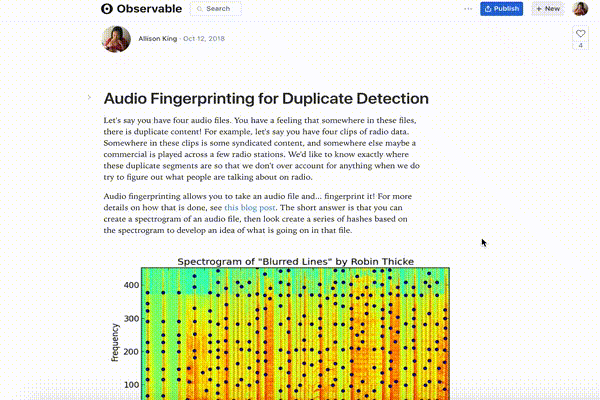 Observable
Search
Publish
New
Allison King · Oct 12, 2018
4
Audio Fingerprinting for Duplicate Detection
Let's say you have four audio files. You have a feeling that somewhere in these files,
there is duplicate content! For example, let's say you have four clips of radio data.
Somewhere in these clips is some syndicated content, and somewhere else maybe a
commercial is played across a few radio stations. We'd like to know exactly where
these duplicate segments are so that we don't over account for anything when we do
try to figure out what people are talking about on radio.
Audio fingerprinting allows you to take an audio file and... fingerprint it! For more
details on how that is done, see this blog post. The short answer is that you can
create a spectrogram of an audio file, then look create a series of hashes based on
the spectrogram to develop an idea of what is going on in that file.
Spectrogram of "Blurred Lines" by Robin Thicke
400
300
200
100
Frequency